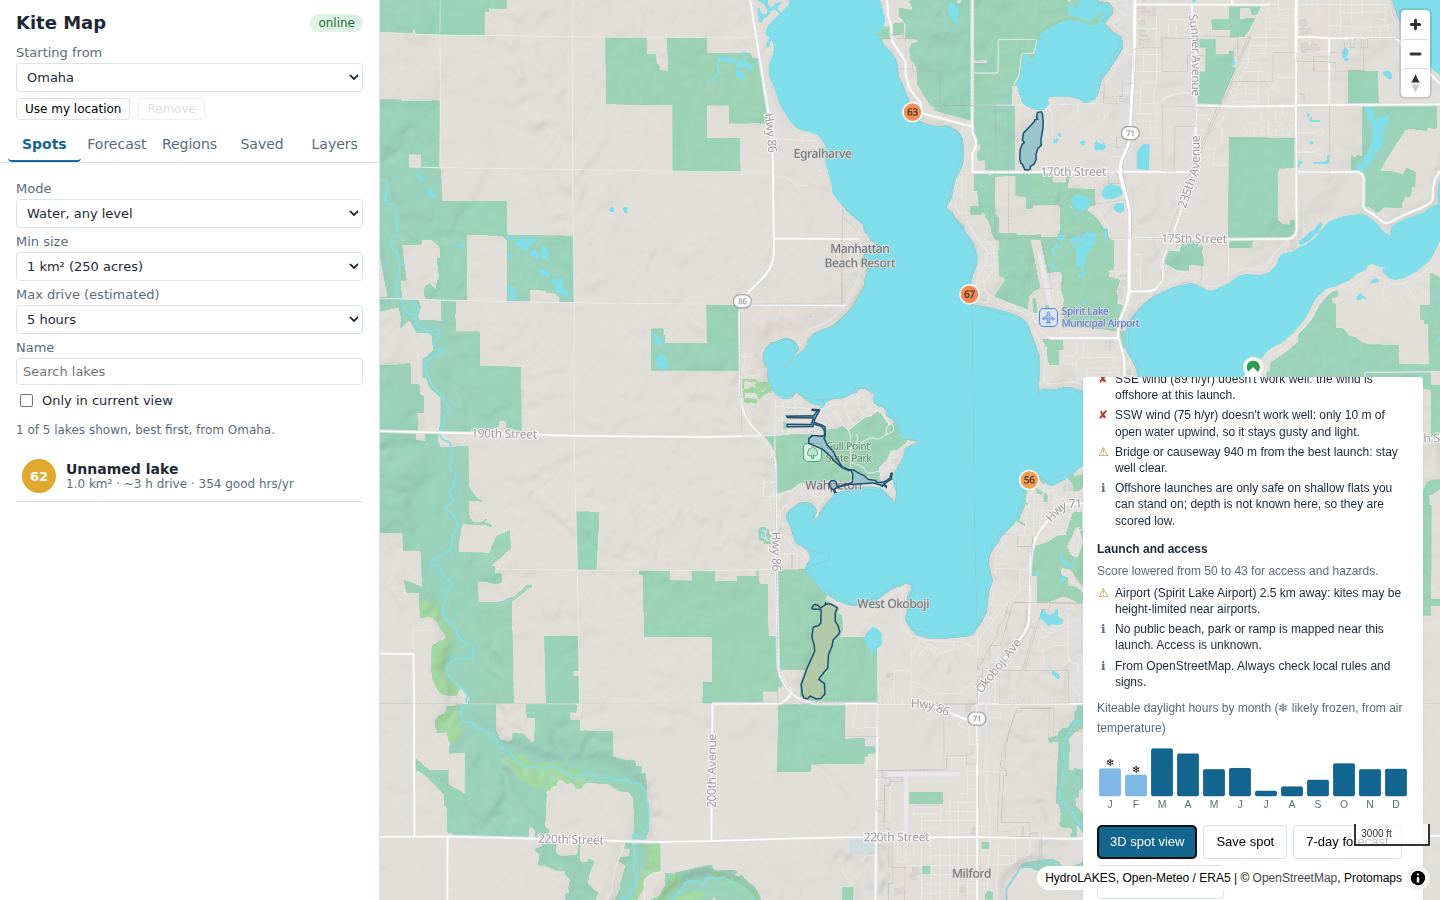 Kite Map
online
Starting from
Omaha
Use my location
Remove
Spots
Forecast
Regions
Saved
Layers
Mode
Water, any level
Min size
1 km² (250 acres)
Max drive (estimated)
5 hours
Name
Search lakes
Only in current view
1 of 5 lakes shown, best first, from Omaha.
62
Unnamed lake
1.0 km² · ~3 h drive · 354 good hrs/yr
Hwy 86
Egralharve
63
Sunner Avenue
71
170th Street
235th Avenue
175th Street
Manhattan
Beach Resort
86
67
Spirit Lake
Municipal Airport
190th Street
Gull Point
State Park
Wahpeton
56
Hwy 71
Hwy 86
West Okoboji
Okoboji Ave
Hwy 86
71
200th Avenue
220th Street
220th Street
Milford
✘ SSE wind (89 h/yr) doesn't work well: the wind is
offshore at this launch.
✘ SSW wind (75 h/yr) doesn't work well: only 10 m of
open water upwind, so it stays gusty and light.
⚠ Bridge or causeway 940 m from the best launch: stay
well clear.
ℹ Offshore launches are only safe on shallow flats you
can stand on; depth is not known here, so they are
scored low.
Launch and access
Score lowered from 50 to 43 for access and hazards.
⚠ Airport (Spirit Lake Airport) 2.5 km away: kites may be
height-limited near airports.
ℹ No public beach, park or ramp is mapped near this
launch. Access is unknown.
ℹ From OpenStreetMap. Always check local rules and
signs.
Kiteable daylight hours by month (❄ likely frozen, from air
temperature)
❄ ❄
J F M A M J J A S O N D
3D spot view
Save spot
7-day forecast
3000 ft
HydroLAKES, Open-Meteo / ERA5 | © OpenStreetMap, Protomaps